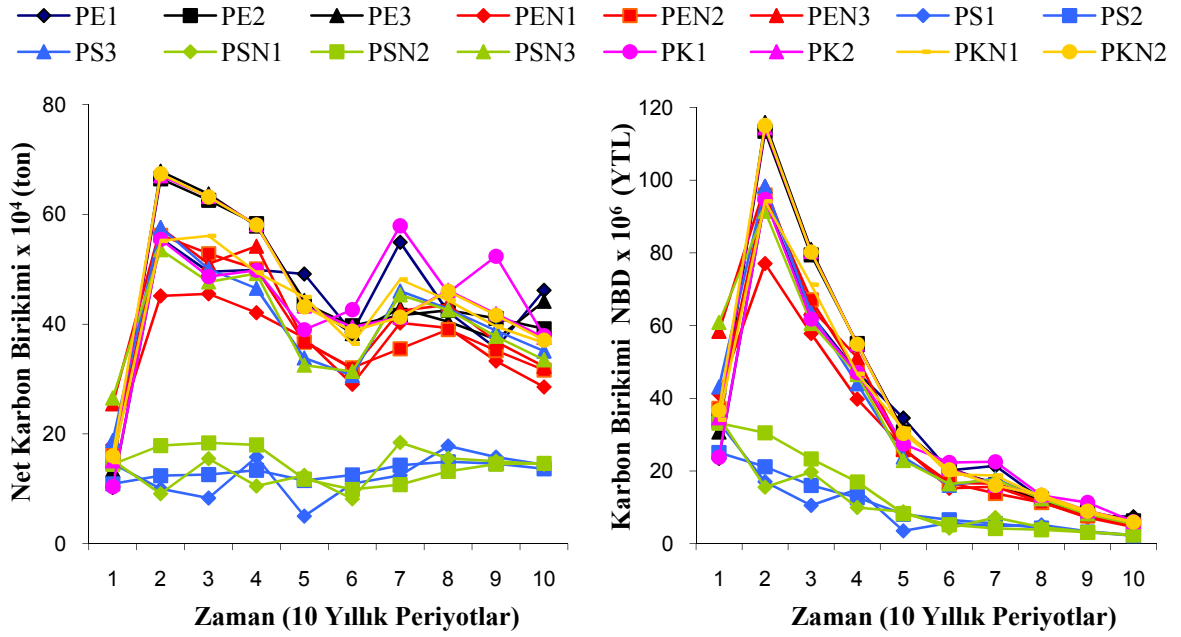 PE1 PE2 PE3 PEN1 PEN2 PEN3 PS1 PS2
PS3 PSN1 PSN2 PSN3 PK1 PK2 PKN1 PKN2
Net Karbon Birikimi x 10⁴ (ton)
80
60
40
20
0
1 2 3 4 5 6 7 8 9 10
Zaman (10 Yıllık Periyotlar)
Karbon Birikimi NBD x 10⁶ (YTL)
120
100
80
60
40
20
0
1 2 3 4 5 6 7 8 9 10
Zaman (10 Yıllık Periyotlar)